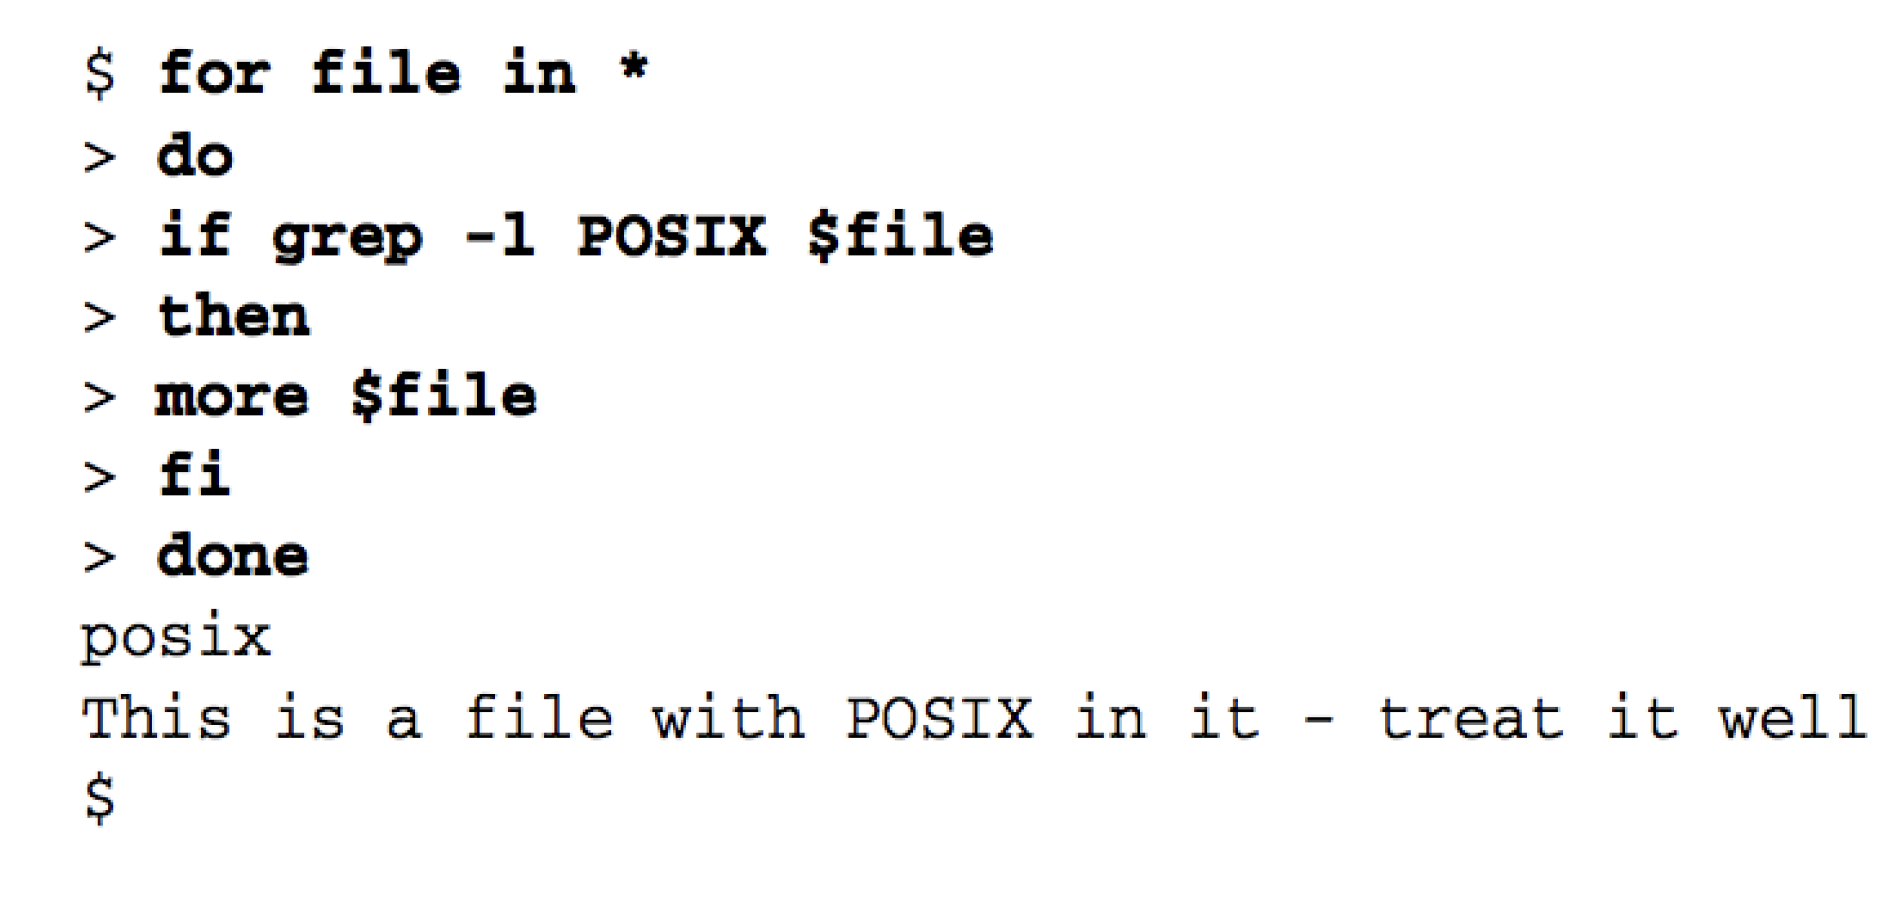 $ for file in *
> do
> if grep -l POSIX $file
> then
> more $file
> fi
> done
posix
This is a file with POSIX in it - treat it well
$